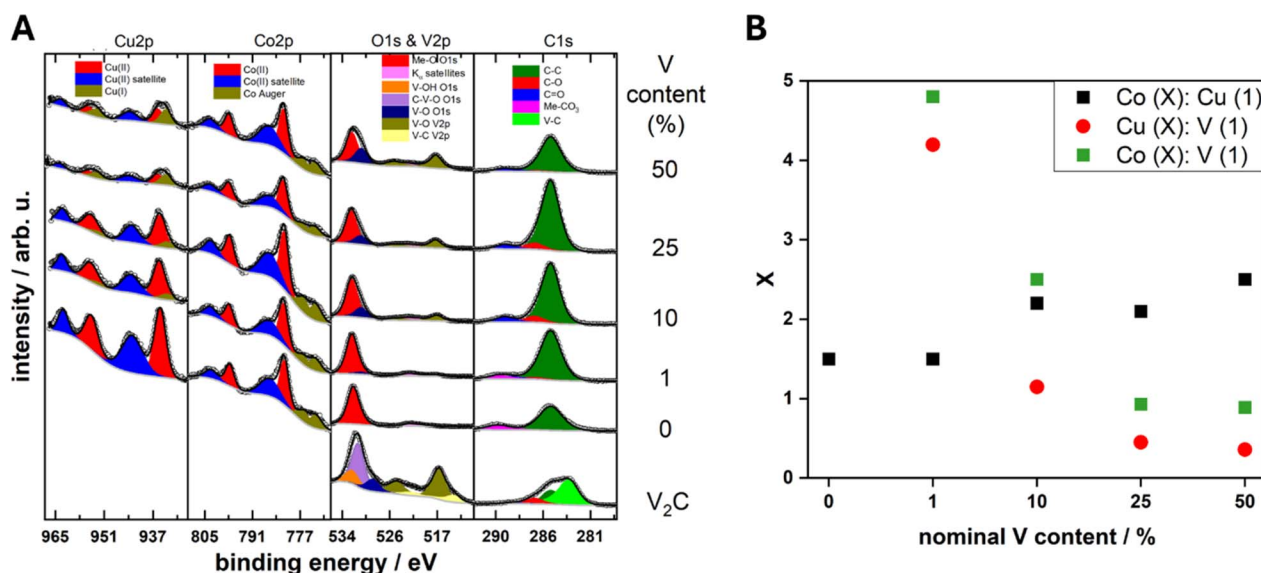 A
Cu2p
Co2p
O1s & V2p
C1s
Cu(II)
Cu(II) satellite
Cu(I)
Co(II)
Co(II) satellite
Co Auger
Me-O O1s
Kα satellites
V-OH O1s
C-V-O O1s
V-O O1s
V-O V2p
V-C V2p
C-C
C-O
C=O
Me-CO3
V-C
V
content
(%)
50
25
10
1
0
V2C
intensity / arb. u.
965 951 937 805 791 777 534 526 517 290 286 281
binding energy / eV
B
Co (X): Cu (1)
Cu (X): V (1)
Co (X): V (1)
5
4
3
2
1
0
X
0 1 10 25 50
nominal V content / %